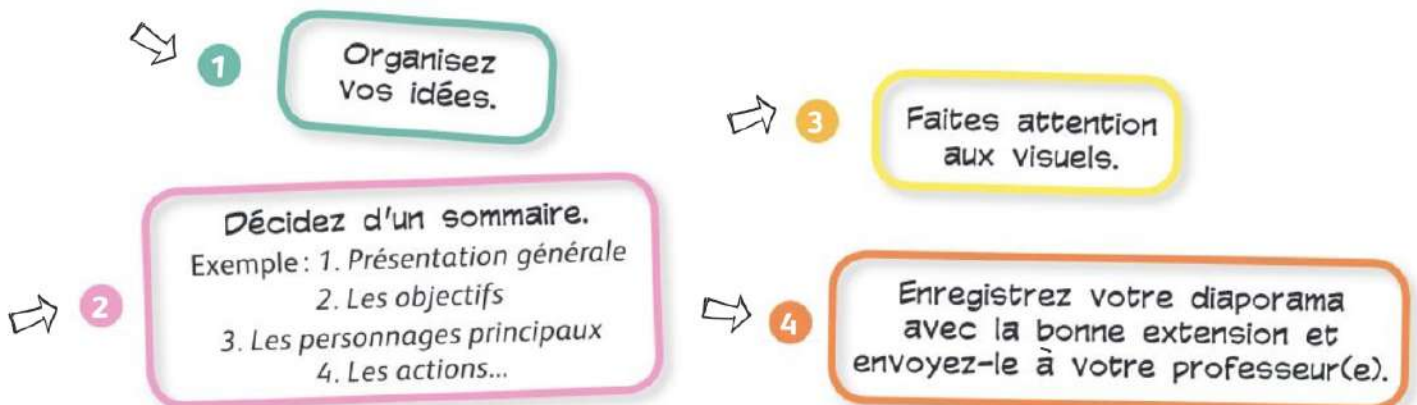 1
Organisez
vos idées.
2
Décidez d'un sommaire.
Exemple : 1. Présentation générale
2. Les objectifs
3. Les personnages principaux
4. Les actions...
3
Faites attention
aux visuels.
4
Enregistrez votre diaporama
avec la bonne extension et
envoyez-le à votre professeur(e).